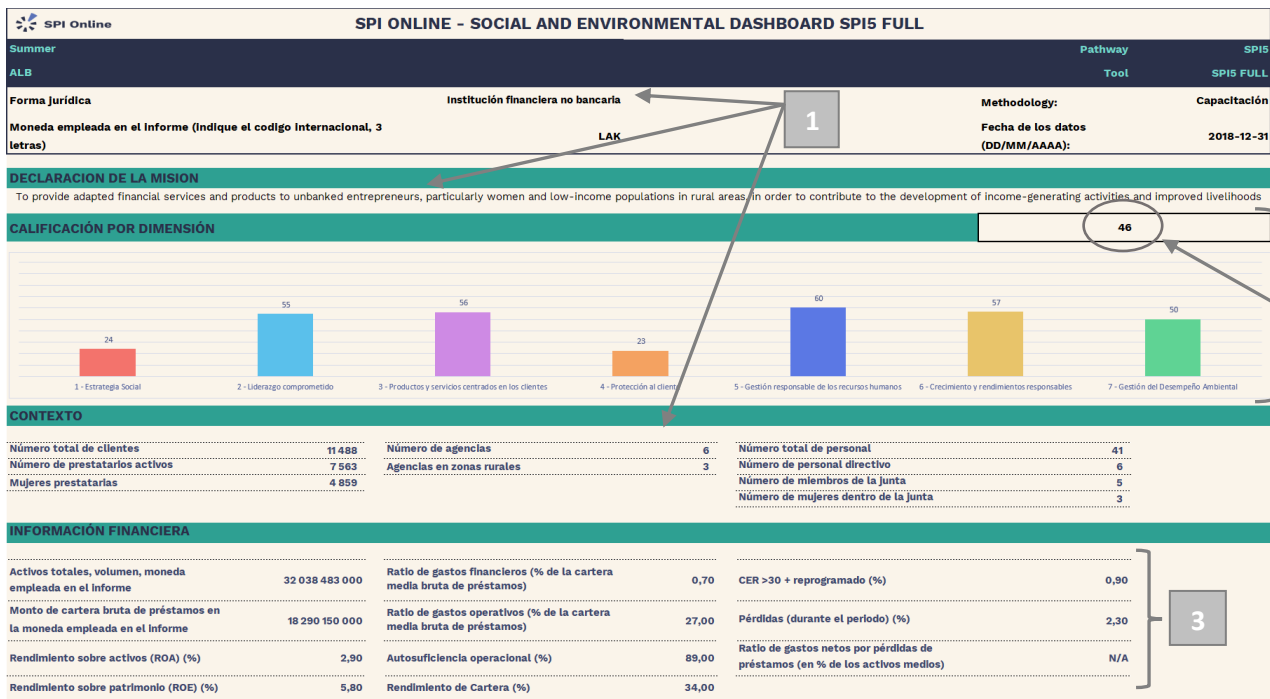 SPI Online
SPI ONLINE - SOCIAL AND ENVIRONMENTAL DASHBOARD SPI5 FULL
Summer Pathway SPI5
ALB Tool SPI5 FULL
Forma jurídica Institución financiera no bancaria Methodology: Capacitación
Moneda empleada en el informe (indique el codigo internacional, 3
letras) LAK
Fecha de los datos
(DD/MM/AAAA): 2018-12-31
1
DECLARACION DE LA MISION
To provide adapted financial services and products to unbanked entrepreneurs, particularly women and low-income populations in rural areas, in order to contribute to the development of income-generating activities and improved livelihoods
CALIFICACIÓN POR DIMENSIÓN 46
24 55 56 23 60 57 50
1 - Estrategia Social
2 - Liderazgo comprometido
3 - Productos y servicios centrados en los clientes
4 - Protección al cliente
5 - Gestión responsable de los recursos humanos
6 - Crecimiento y rendimientos responsables
7 - Gestión del Desempeño Ambiental
CONTEXTO
Número total de clientes 11 488
Número de prestatarios activos 7 563
Mujeres prestatarias 4 859
Número de agencias 6
Agencias en zonas rurales 3
Número total de personal 41
Número de personal directivo 6
Número de miembros de la junta 5
Número de mujeres dentro de la junta 3
INFORMACIÓN FINANCIERA
Activos totales, volumen, moneda
empleada en el informe 32 038 483 000
Monto de cartera bruta de préstamos en
la moneda empleada en el informe 18 290 150 000
Rendimiento sobre activos (ROA) (%) 2,90
Rendimiento sobre patrimonio (ROE) (%) 5,80
Ratio de gastos financieros (% de la cartera
media bruta de préstamos) 0,70
Ratio de gastos operativos (% de la cartera
media bruta de préstamos) 27,00
Autosuficiencia operacional (%) 89,00
Rendimiento de Cartera (%) 34,00
CER >30 + reprogramado (%) 0,90
Pérdidas (durante el periodo) (%) 2,30
Ratio de gastos netos por pérdidas de
préstamos (en % de los activos medios) N/A
3